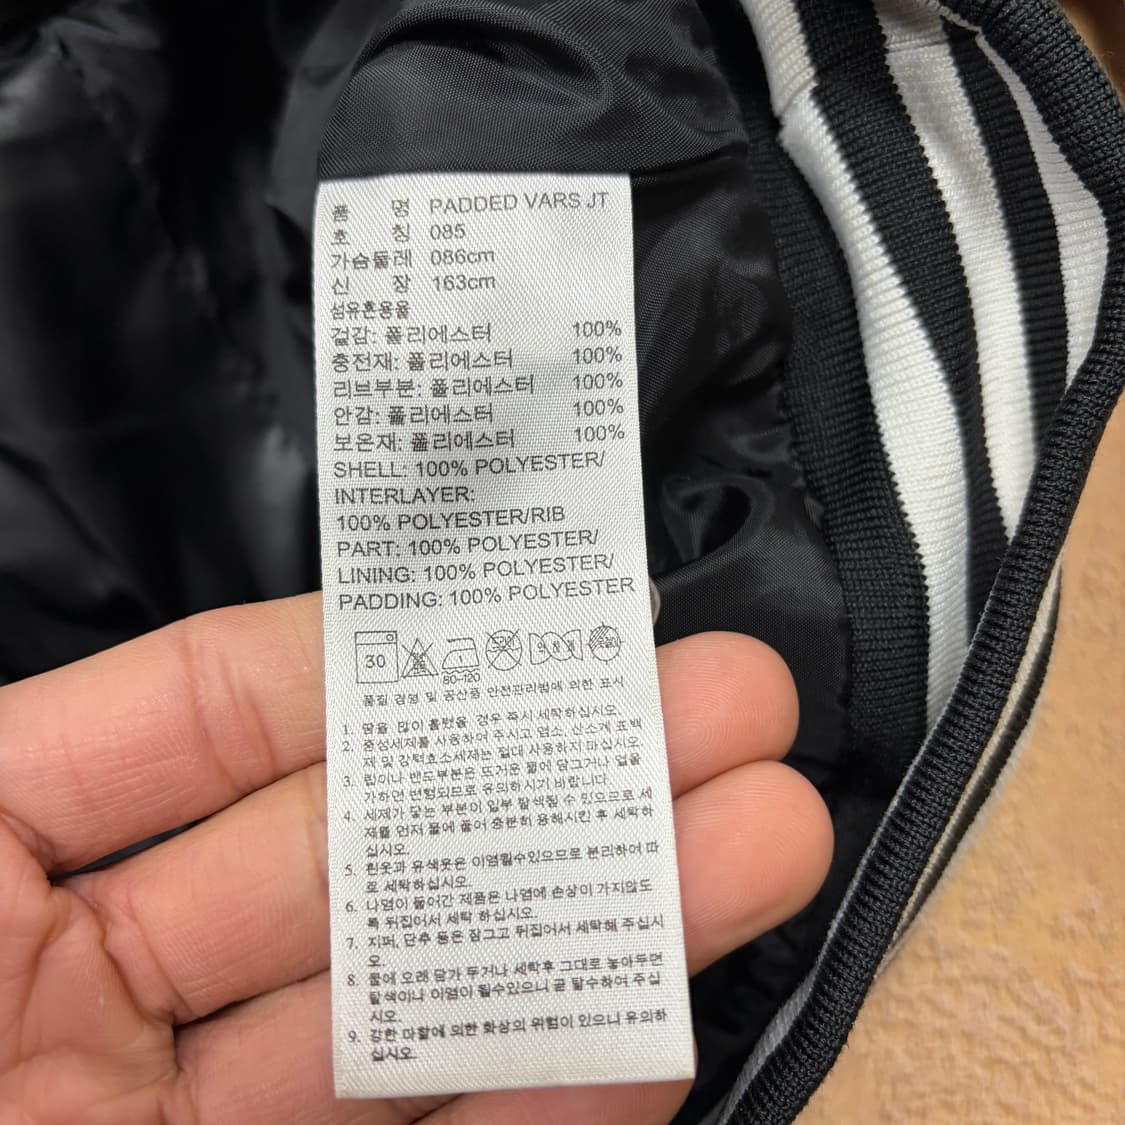 품 명 PADDED VARS JT
호 칭 085
가슴둘레 086cm
신 장 163cm
섬유혼용율
겉감: 폴리에스터 100%
충전재: 폴리에스터 100%
리브부분: 폴리에스터 100%
안감: 폴리에스터 100%
보온재: 폴리에스터 100%
SHELL: 100% POLYESTER/
INTERLAYER:
100% POLYESTER/RIB
PART: 100% POLYESTER/
LINING: 100% POLYESTER/
PADDING: 100% POLYESTER
30
80~120
품질 경영 및 공산품 안전관리법에 의한 표시
1. 땀을 많이 흘렸을 경우 즉시 세탁하십시오
2. 중성세제를 사용하여 주시고 염소, 산소계 표백
제 및 강력효소세제는 절대 사용하지 마십시오
3. 립이나 밴드부분은 뜨거운 물에 담그거나 열을
가하면 변형되므로 유의하시기 바랍니다
4. 세제가 닿는 부분이 일부 탈색될 수 있으므로 세
제를 먼저 물에 풀어 충분히 용해시킨 후 세탁하
십시오.
5. 흰옷과 유색옷은 이염될수있으므로 분리하여 따
로 세탁하십시오.
6. 나염이 들어간 제품은 나염에 손상이 가지않도
록 뒤집어서 세탁 하십시오.
7. 지퍼, 단추 등은 잠그고 뒤집어서 세탁해 주십시
오.
8. 물에 오래 담가 두거나 세탁후 그대로 놓아두면
탈색이나 이염이 될수있으니 곧 탈수하여 주십
시오.
9. 강한 마찰에 의한 화상의 위험이 있으니 유의하
십시오.